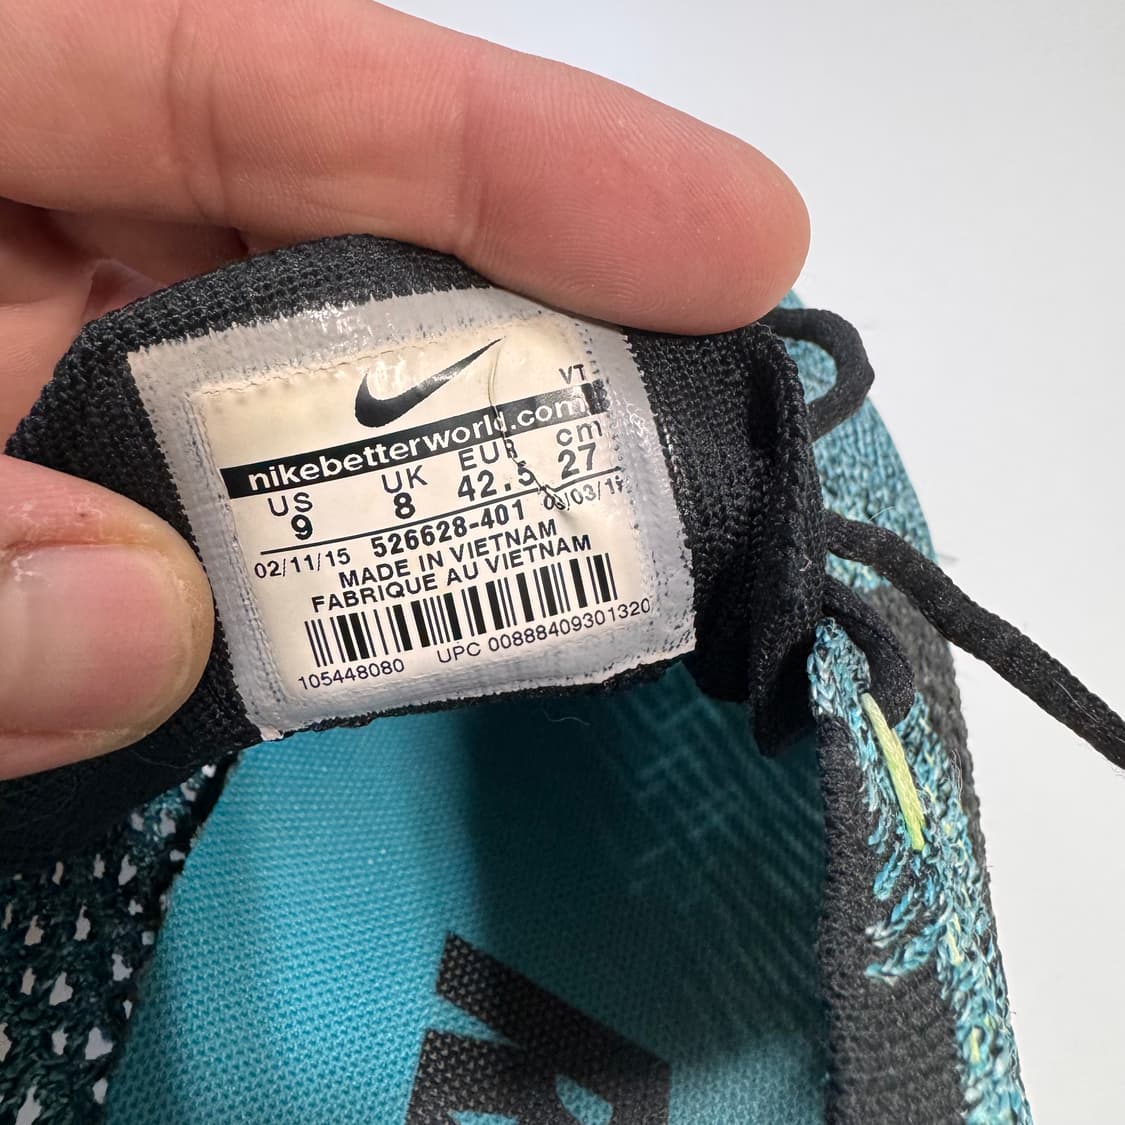 VT
nikebetterworld.com
US UK EUR cm
9 8 42.5 27
02/11/15 526628-401
MADE IN VIETNAM
FABRIQUE AU VIETNAM
105448080 UPC 00888409301320